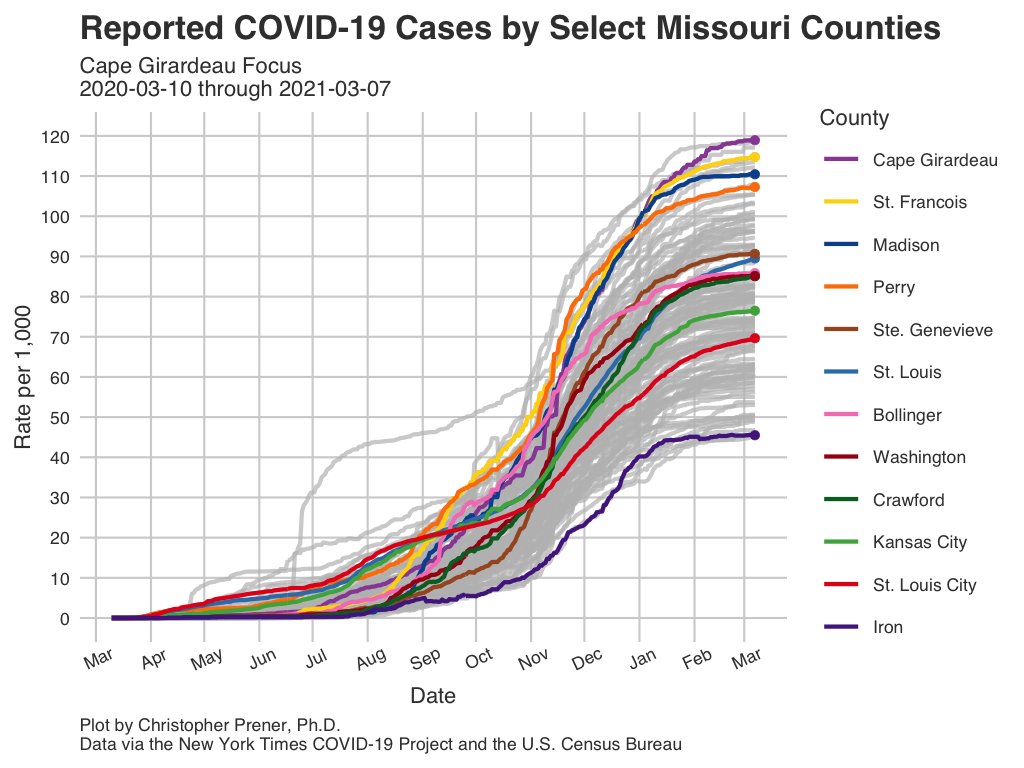 Reported COVID-19 Cases by Select Missouri Counties
Cape Girardeau Focus
2020-03-10 through 2021-03-07
County
120
110
100
90
80
70
60
50
40
30
20
10
0
Rate per 1,000
Cape Girardeau
St. Francois
Madison
Perry
Ste. Genevieve
St. Louis
Bollinger
Washington
Crawford
Kansas City
St. Louis City
Iron
Mar Apr May Jun Jul Aug Sep Oct Nov Dec Jan Feb Mar
Date
Plot by Christopher Prener, Ph.D.
Data via the New York Times COVID-19 Project and the U.S. Census Bureau